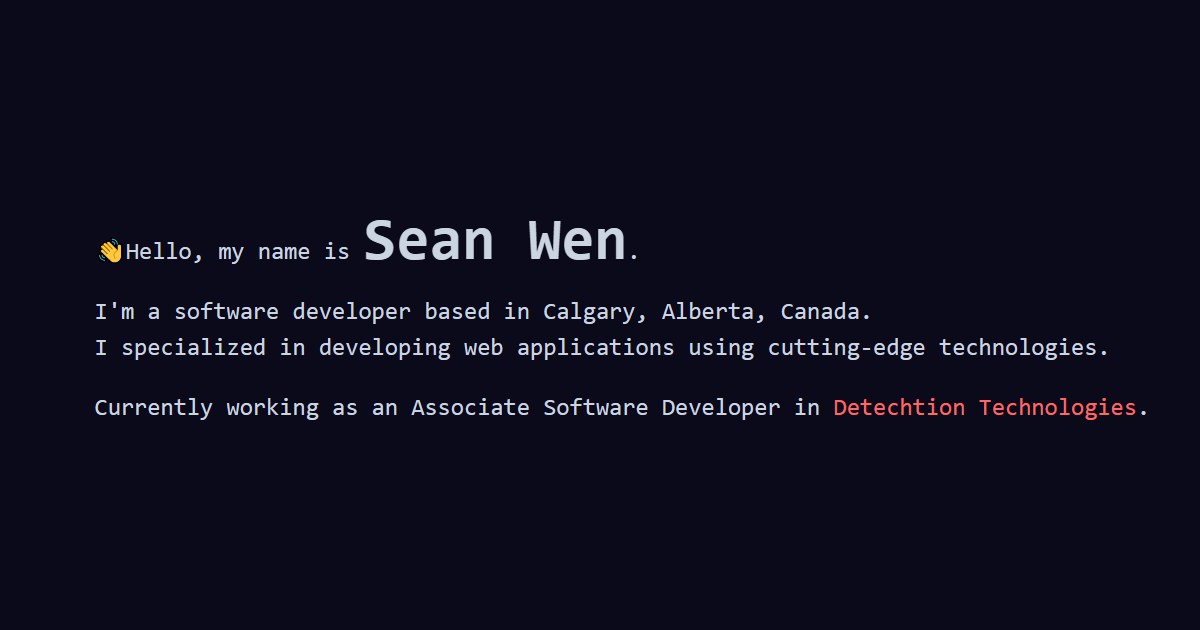 👋Hello, my name is Sean Wen.
I'm a software developer based in Calgary, Alberta, Canada.
I specialized in developing web applications using cutting-edge technologies.
Currently working as an Associate Software Developer in Detechtion Technologies.